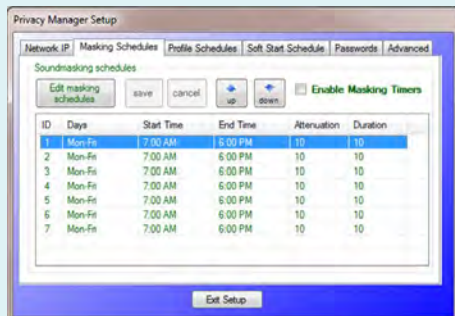 Privacy Manager Setup
Network IP Masking Schedules Profile Schedules Soft Start Schedule Passwords Advanced
Soundmasking schedules
Edit masking schedules save cancel up down Enable Masking Timers
ID Days Start Time End Time Attenuation Duration
1 Mon-Fri 7:00 AM 6:00 PM 10 10
2 Mon-Fri 7:00 AM 6:00 PM 10 10
3 Mon-Fri 7:00 AM 6:00 PM 10 10
4 Mon-Fri 7:00 AM 6:00 PM 10 10
5 Mon-Fri 7:00 AM 6:00 PM 10 10
6 Mon-Fri 7:00 AM 6:00 PM 10 10
7 Mon-Fri 7:00 AM 6:00 PM 10 10
Exit Setup